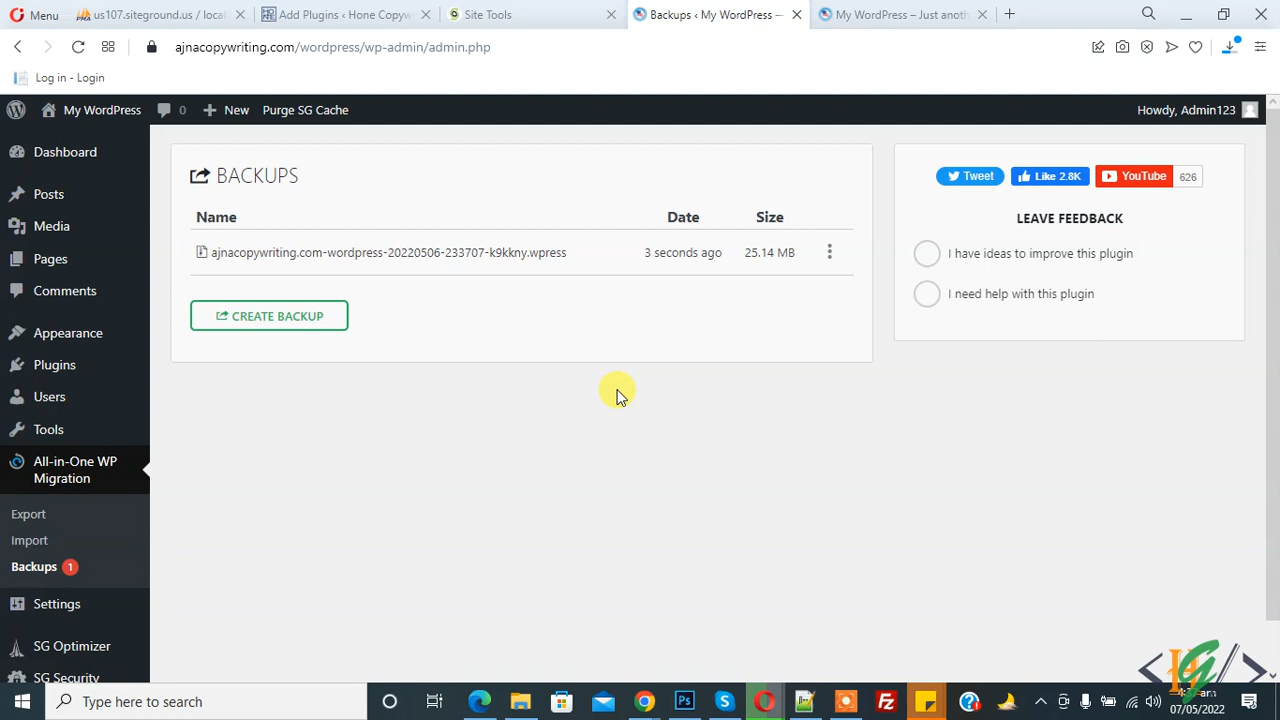 Menu
us107.siteground.us / local
Add Plugins ‹ Hone Copyw
Site Tools
Backups ‹ My WordPress —
My WordPress – Just anoth
ajnacopywriting.com/wordpress/wp-admin/admin.php
Log in - Login
My WordPress
0
New
Purge SG Cache
Howdy, Admin123
Dashboard
Posts
Media
Pages
Comments
Appearance
Plugins
Users
Tools
All-in-One WP
Migration
Export
Import
Backups 1
Settings
SG Optimizer
SG Security
BACKUPS
Name Date Size
ajnacopywriting.com-wordpress-20220506-233707-k9kkny.wpress 3 seconds ago 25.14 MB
CREATE BACKUP
Tweet Like 2.8K YouTube 626
LEAVE FEEDBACK
I have ideas to improve this plugin
I need help with this plugin
Type here to search
07/05/2022